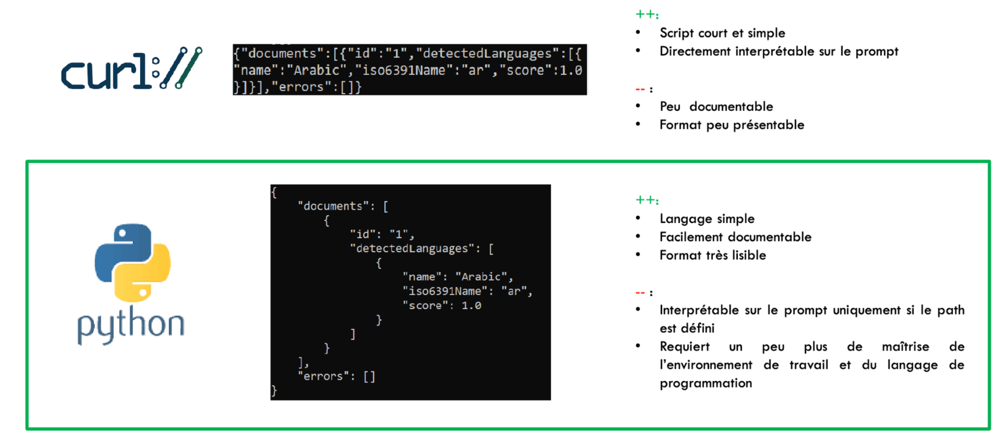 curl://
{"documents":[{"id":"1","detectedLanguages":[{
"name":"Arabic","iso6391Name":"ar","score":1.0
}]}],"errors":[]}
++:
• Script court et simple
• Directement interprétable sur le prompt
-- :
• Peu documentable
• Format peu présentable
python
{
"documents": [
{
"id": "1",
"detectedLanguages": [
{
"name": "Arabic",
"iso6391Name": "ar",
"score": 1.0
}
]
}
],
"errors": []
}
++:
• Langage simple
• Facilement documentable
• Format très lisible
-- :
• Interprétable sur le prompt uniquement si le path
est défini
• Requiert un peu plus de maîtrise de
l'environnement de travail et du langage de
programmation